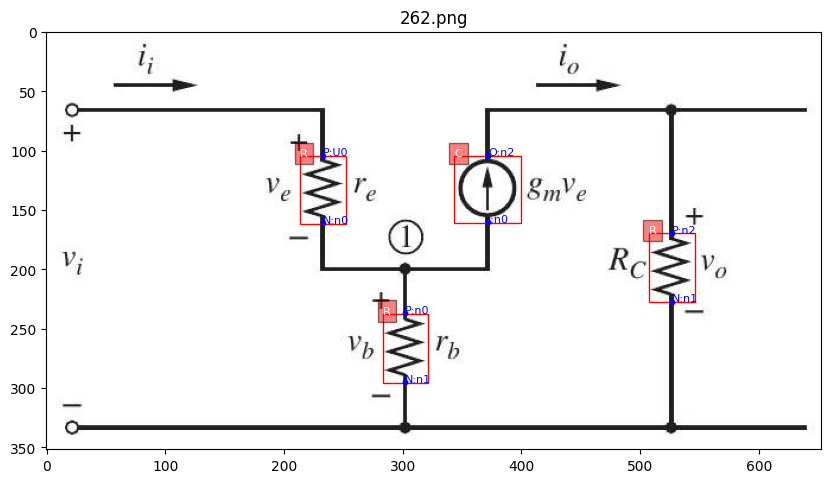 262.png
i_i
i_o
+
+
R
P:U0
C
O:n2
v_e
r_e
g_m v_e
N:n0
I:n0
−
1
R
P:n2
+
v_i
R_C
v_o
+
R
P:n0
N:n1
−
v_b
r_b
N:n1
−
−
0
50
100
150
200
250
300
350
0
100
200
300
400
500
600